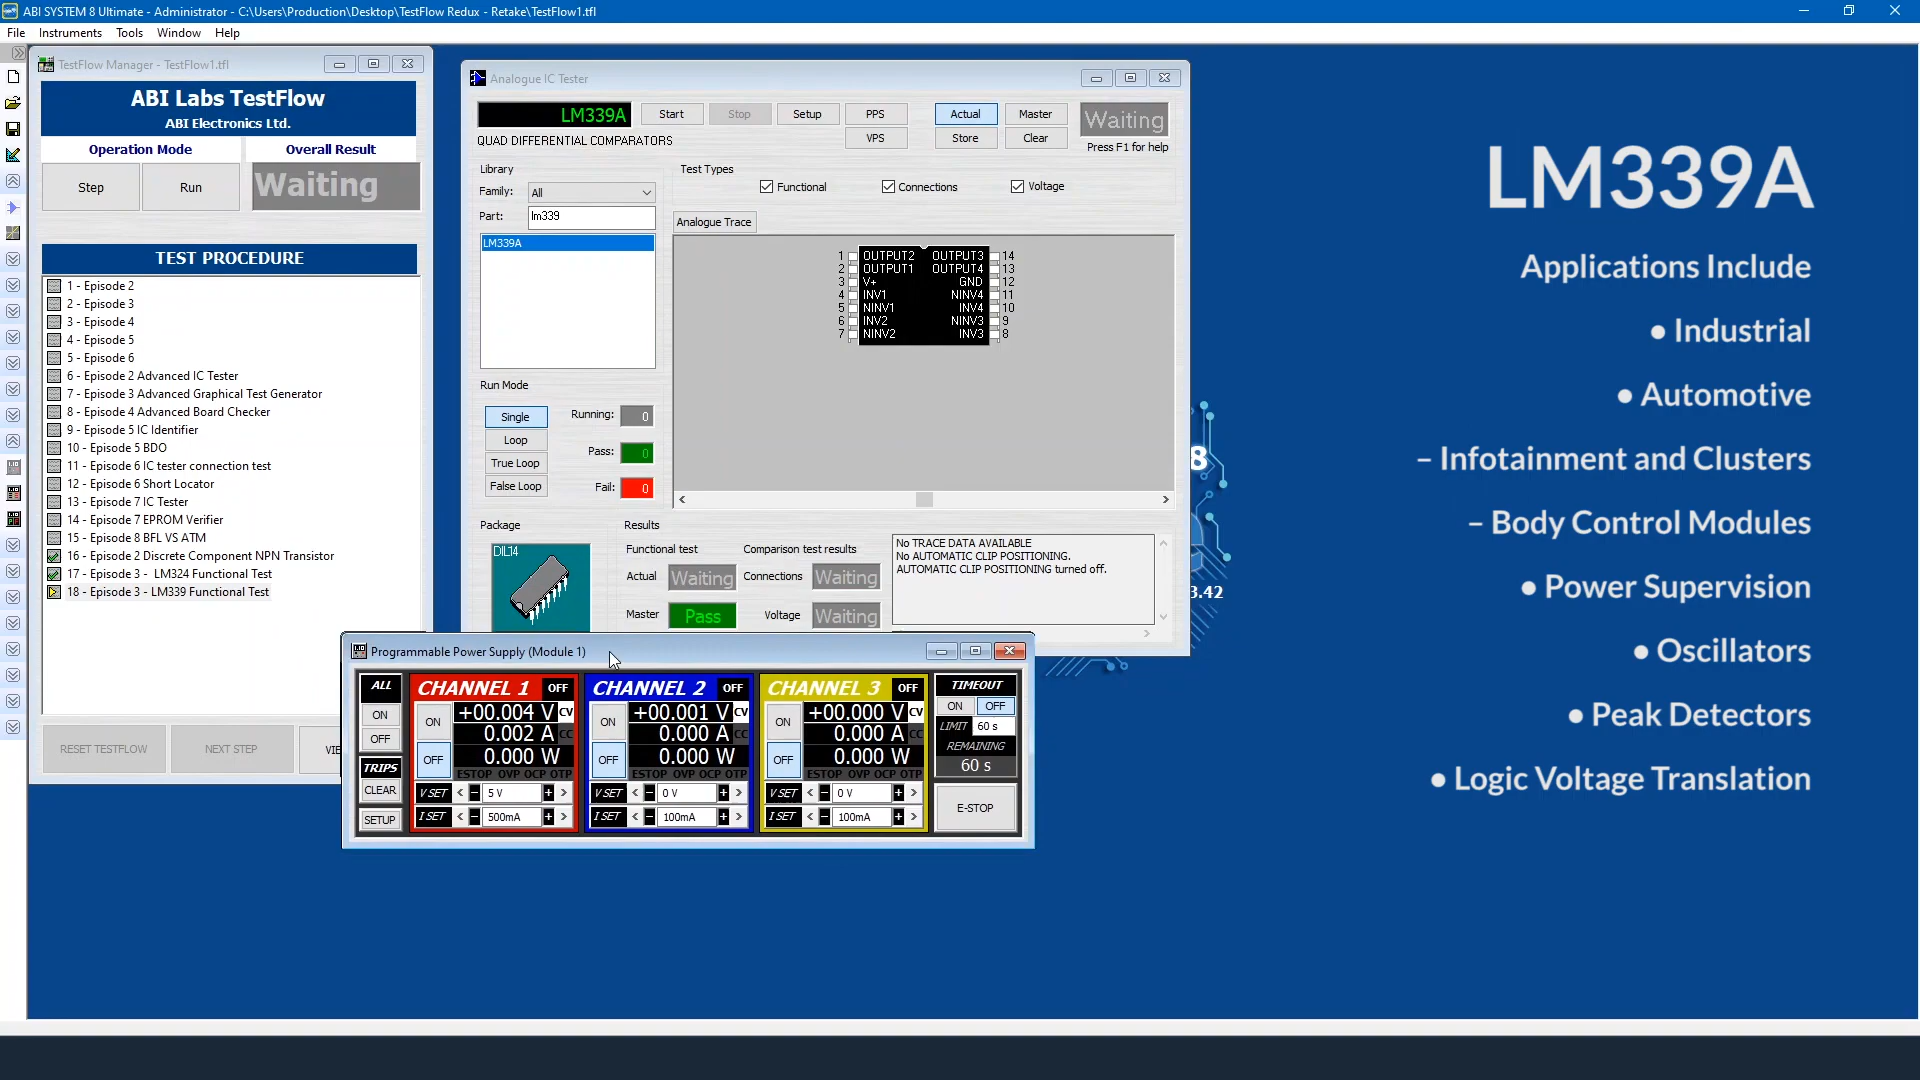 ABI SYSTEM 8 Ultimate - Administrator - C:\Users\Production\Desktop\TestFlow Redux - Retake\TestFlow1.tfl
File Instruments Tools Window Help
TestFlow Manager - TestFlow1.tfl
ABI Labs TestFlow
ABI Electronics Ltd.
Operation Mode Overall Result
Step Run Waiting
TEST PROCEDURE
1 - Episode 2
2 - Episode 3
3 - Episode 4
4 - Episode 5
5 - Episode 6
6 - Episode 2 Advanced IC Tester
7 - Episode 3 Advanced Graphical Test Generator
8 - Episode 4 Advanced Board Checker
9 - Episode 5 IC Identifier
10 - Episode 5 BDO
11 - Episode 6 IC tester connection test
12 - Episode 6 Short Locator
13 - Episode 7 IC Tester
14 - Episode 7 EPROM Verifier
15 - Episode 8 BFL VS ATM
16 - Episode 2 Discrete Component NPN Transistor
17 - Episode 3 - LM324 Functional Test
18 - Episode 3 - LM339 Functional Test
RESET TESTFLOW NEXT STEP VIE
Analogue IC Tester
LM339A Start Stop Setup PPS Actual Master Waiting
QUAD DIFFERENTIAL COMPARATORS VPS Store Clear Press F1 for help
Library Test Types
Family: All Functional Connections Voltage
Part: lm339
LM339A
Analogue Trace
1 OUTPUT2 OUTPUT3 14
2 OUTPUT1 OUTPUT4 13
3 V+ GND 12
4 INV1 NINV4 11
5 NINV1 INV4 10
6 INV2 NINV3 9
7 NINV2 INV3 8
Run Mode
Single Running: 0
Loop Pass: 0
True Loop
False Loop Fail: 0
Package Results
DIL14
Functional test Comparison test results
Actual Waiting Connections Waiting
Master Pass Voltage Waiting
No TRACE DATA AVAILABLE
No AUTOMATIC CLIP POSITIONING.
AUTOMATIC CLIP POSITIONING turned off.
8
3.42
Programmable Power Supply (Module 1)
ALL ON OFF
TRIPS CLEAR
SETUP
CHANNEL 1 OFF
ON +00.004 V CV
0.002 A CC
OFF 0.000 W
ESTOP OVP OCP OTP
V SET < - 5 V + >
I SET < - 500mA + >
CHANNEL 2 OFF
ON +00.001 V CV
0.000 A CC
OFF 0.000 W
ESTOP OVP OCP OTP
V SET < - 0 V + >
I SET < - 100mA + >
CHANNEL 3 OFF
ON +00.000 V CV
0.000 A CC
OFF 0.000 W
ESTOP OVP OCP OTP
V SET < - 0 V + >
I SET < - 100mA + >
TIMEOUT
ON OFF
LIMIT 60 s
REMAINING
60 s
E-STOP
LM339A
Applications Include
• Industrial
• Automotive
– Infotainment and Clusters
– Body Control Modules
• Power Supervision
• Oscillators
• Peak Detectors
• Logic Voltage Translation